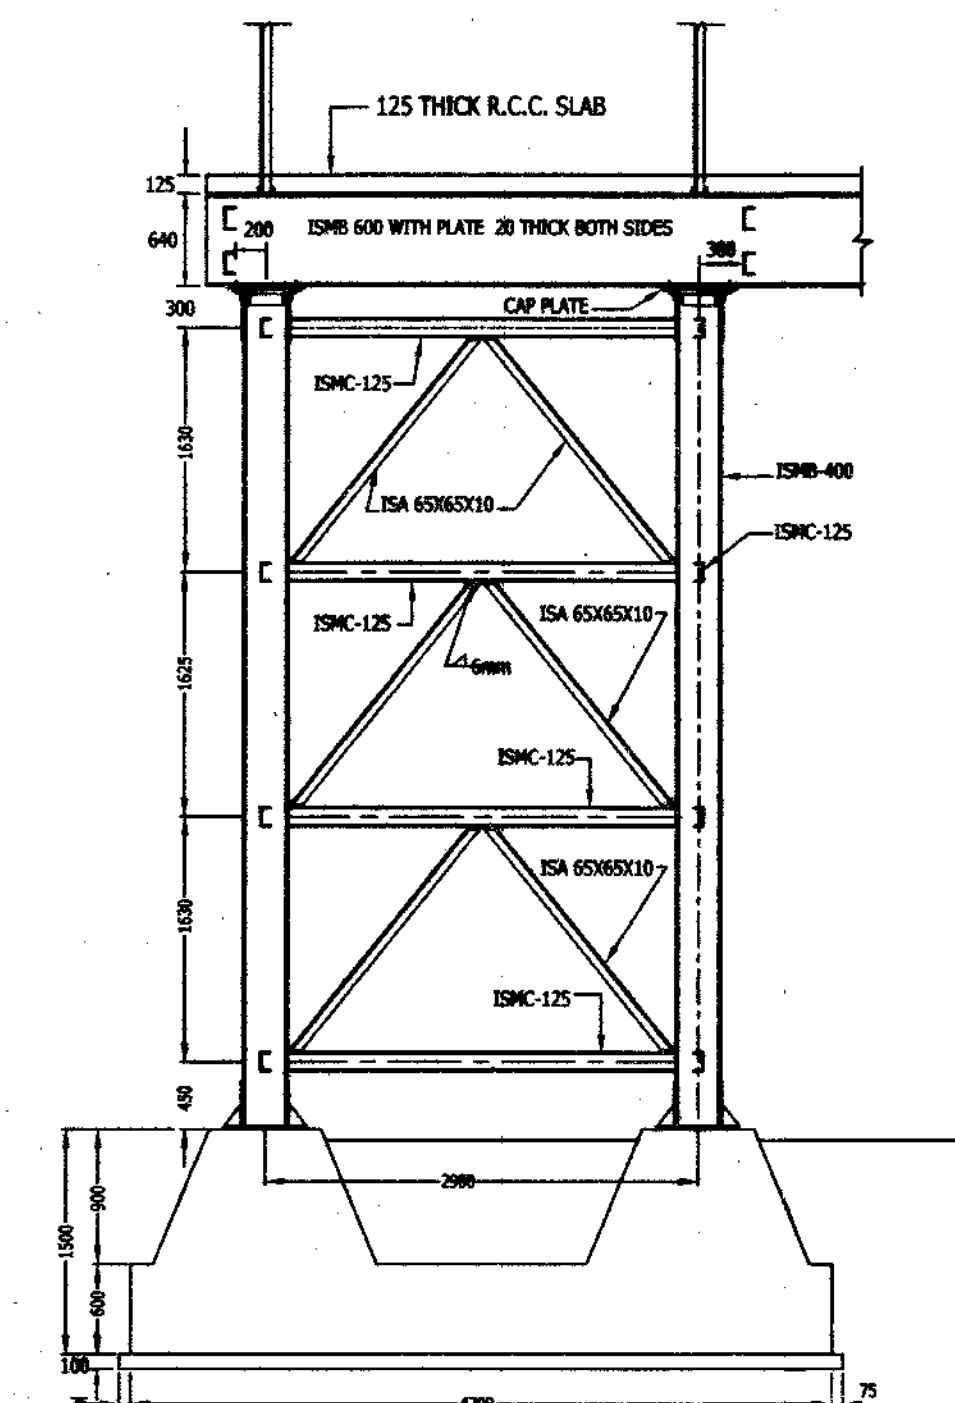 125 THICK R.C.C. SLAB
125
640
200
ISMB 600 WITH PLATE 20 THICK BOTH SIDES
300
300
CAP PLATE
ISMC-125
1630
ISA 65X65X10
ISMB-400
ISMC-125
ISMC-125
ISA 65X65X10
6mm
1625
ISMC-125
ISA 65X65X10
1630
ISMC-125
450
2900
900
1500
600
100
75